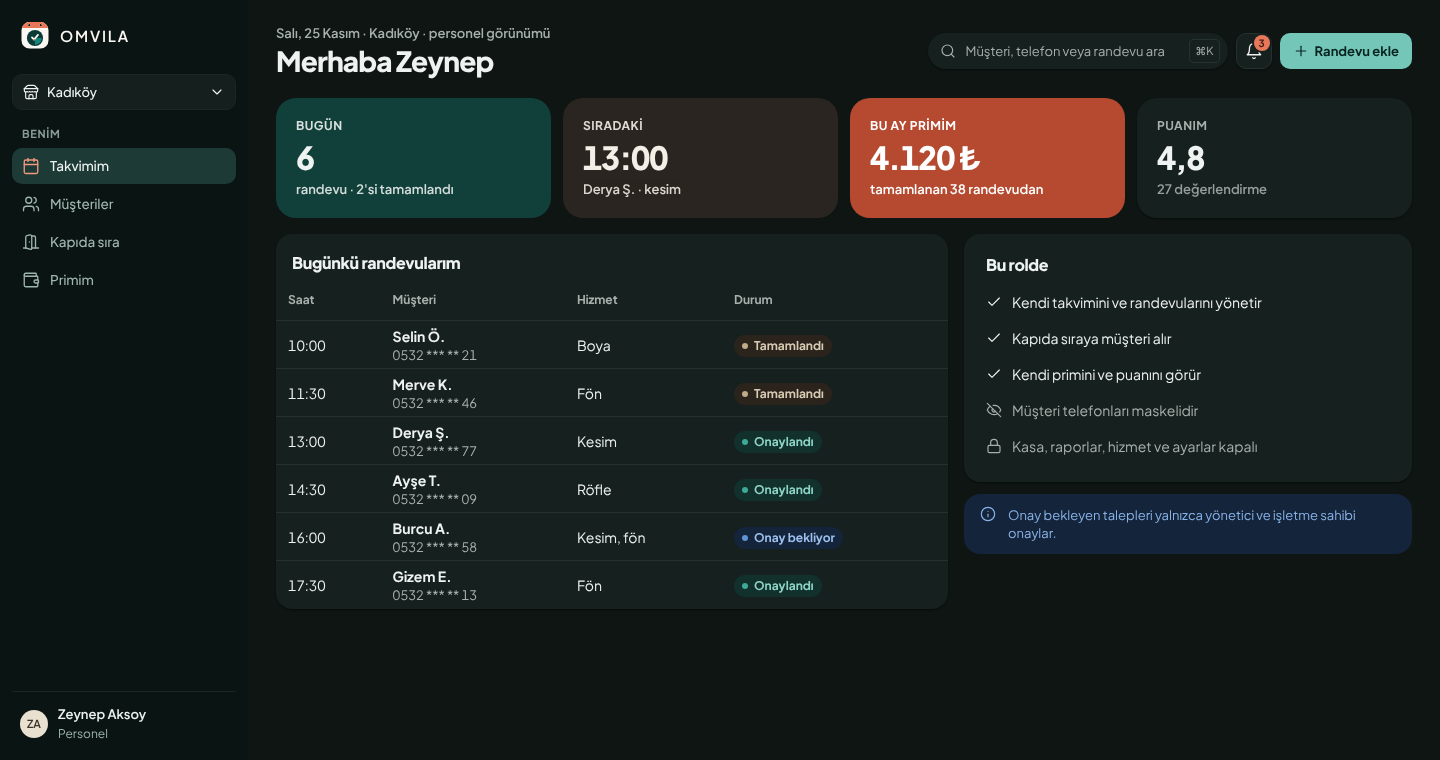 OMVILA
Kadıköy
BENİM
Takvimim
Müşteriler
Kapıda sıra
Primim
ZA
Zeynep Aksoy
Personel
Salı, 25 Kasım · Kadıköy · personel görünümü
Merhaba Zeynep
Müşteri, telefon veya randevu ara ⌘K
3
Randevu ekle
BUGÜN
6
randevu · 2'si tamamlandı
SIRADAKİ
13:00
Derya Ş. · kesim
BU AY PRİMİM
4.120 ₺
tamamlanan 38 randevudan
PUANIM
4,8
27 değerlendirme
Bugünkü randevularım
Saat Müşteri Hizmet Durum
10:00 Selin Ö. Boya Tamamlandı
0532 *** ** 21
11:30 Merve K. Fön Tamamlandı
0532 *** ** 46
13:00 Derya Ş. Kesim Onaylandı
0532 *** ** 77
14:30 Ayşe T. Röfle Onaylandı
0532 *** ** 09
16:00 Burcu A. Kesim, fön Onay bekliyor
0532 *** ** 58
17:30 Gizem E. Fön Onaylandı
0532 *** ** 13
Bu rolde
Kendi takvimini ve randevularını yönetir
Kapıda sıraya müşteri alır
Kendi primini ve puanını görür
Müşteri telefonları maskelidir
Kasa, raporlar, hizmet ve ayarlar kapalı
Onay bekleyen talepleri yalnızca yönetici ve işletme sahibi
onaylar.